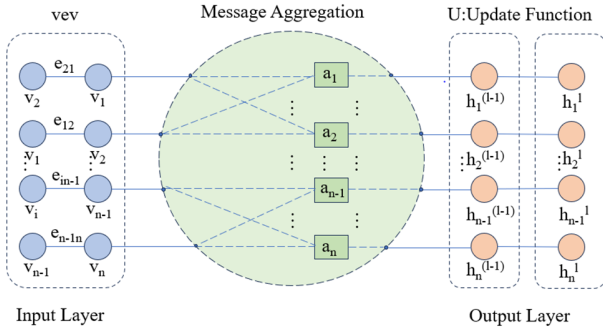 vev
Message Aggregation
U:Update Function
e21
v2
v1
a1
h1(l-1)
h1l
e12
v1
v2
a2
h2(l-1)
h2l
ein-1
vi
vn-1
an-1
hn-1(l-1)
hn-1l
en-1n
vn-1
vn
an
hn(l-1)
hnl
Input Layer
Output Layer